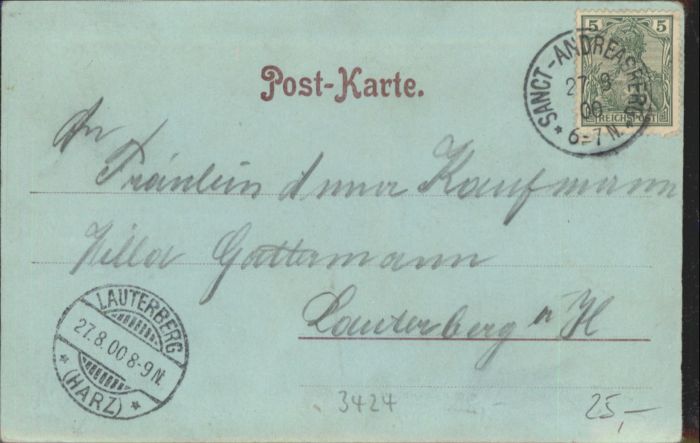 5 5
REICHSPOST
SANCT-ANDREASBERG
27 8
00
* 6-7 N. *
Post-Karte.
An
Fräulein Anna Kaufmann
Villa Gattermann
Lauterberg a H
LAUTERBERG
27.8.00 8-9 N.
* (HARZ) *
3424
25,-